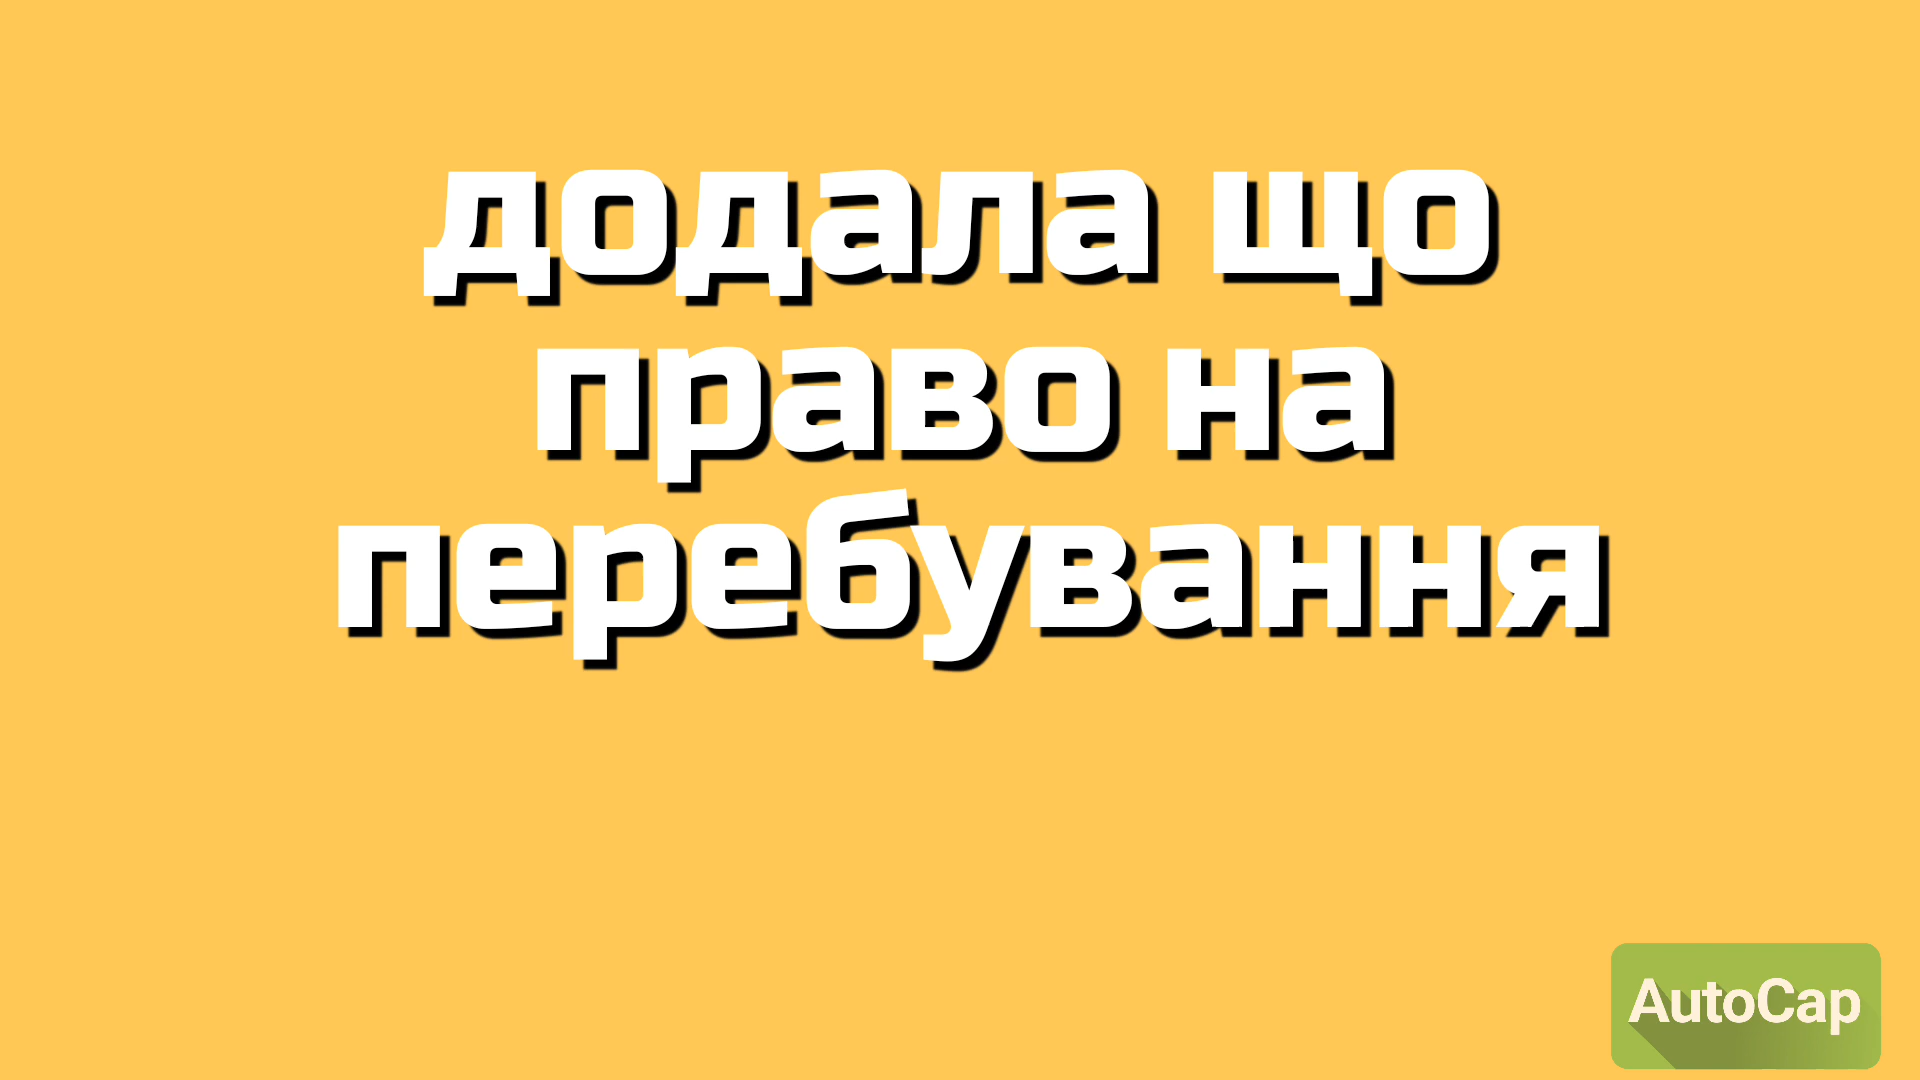 додала що
право на
перебування
AutoCap